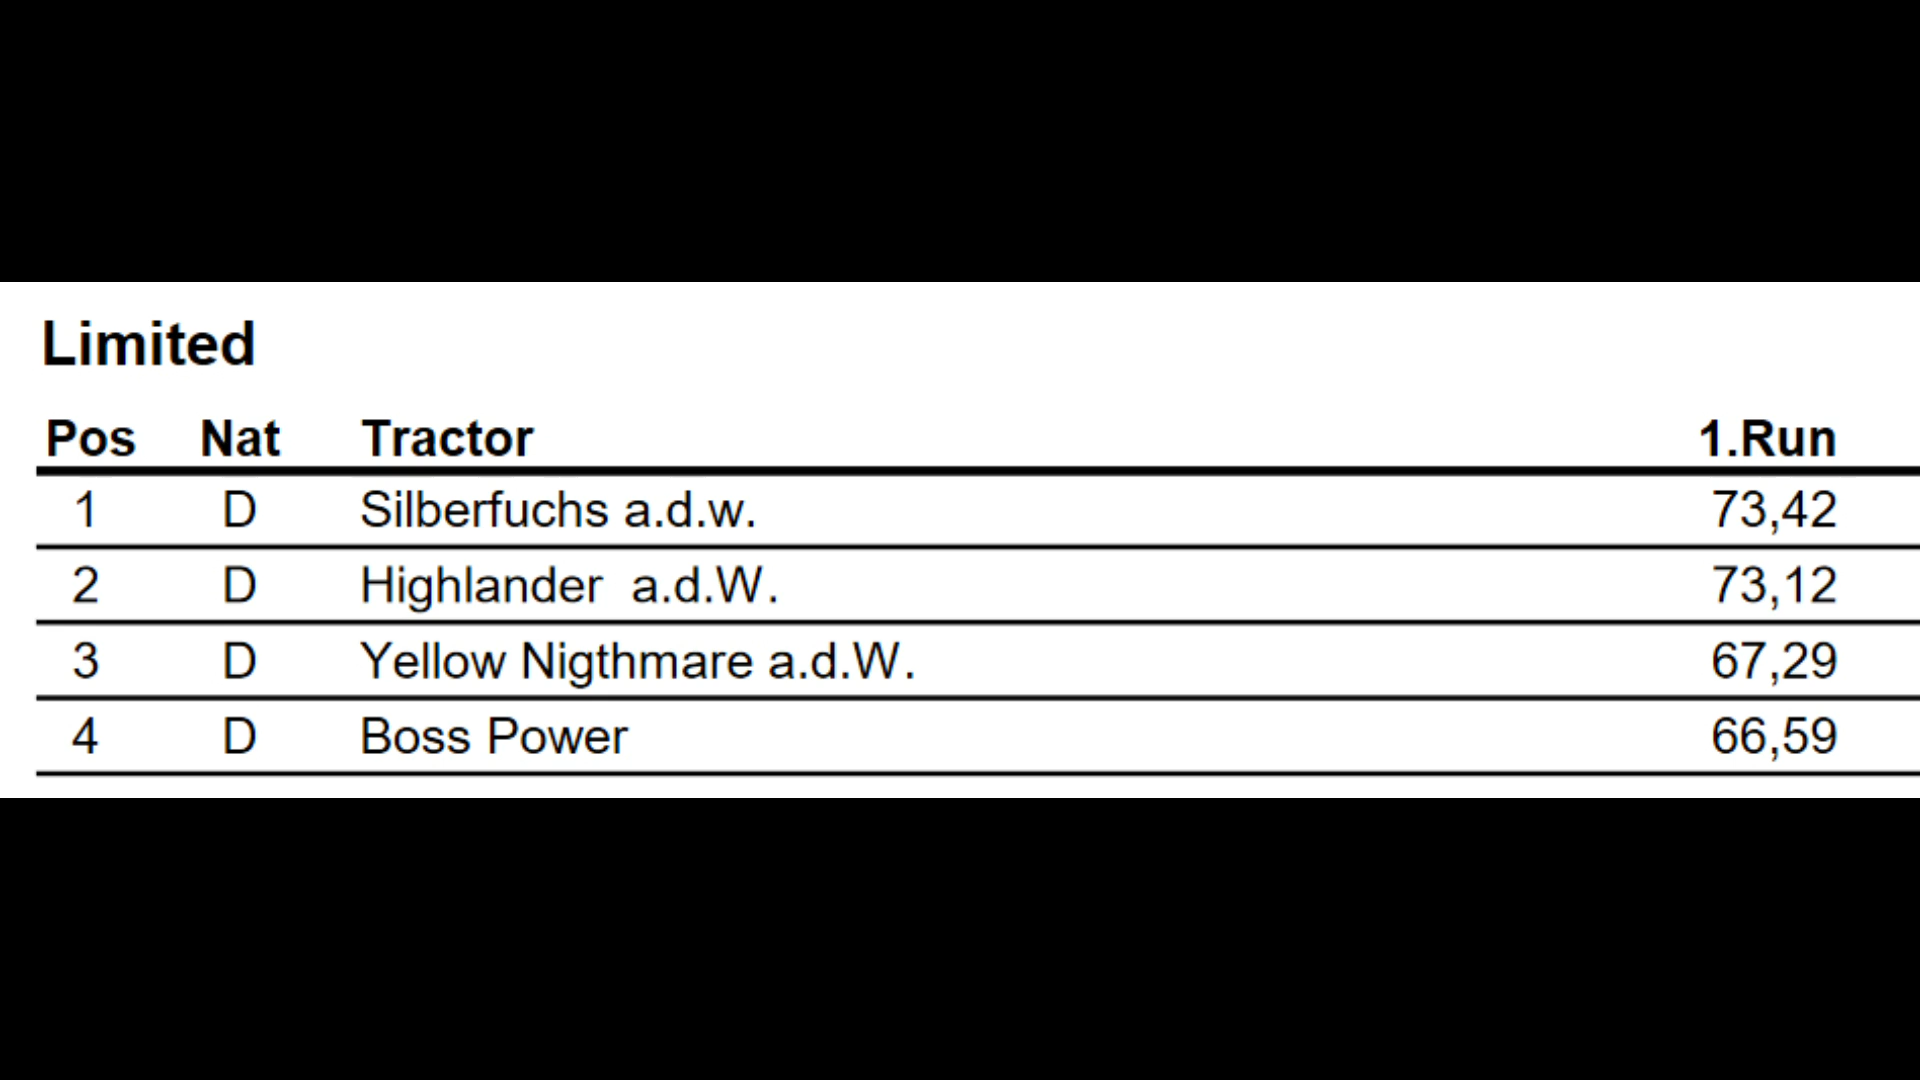 Limited
Pos Nat Tractor 1.Run
1 D Silberfuchs a.d.w. 73,42
2 D Highlander a.d.W. 73,12
3 D Yellow Nigthmare a.d.W. 67,29
4 D Boss Power 66,59